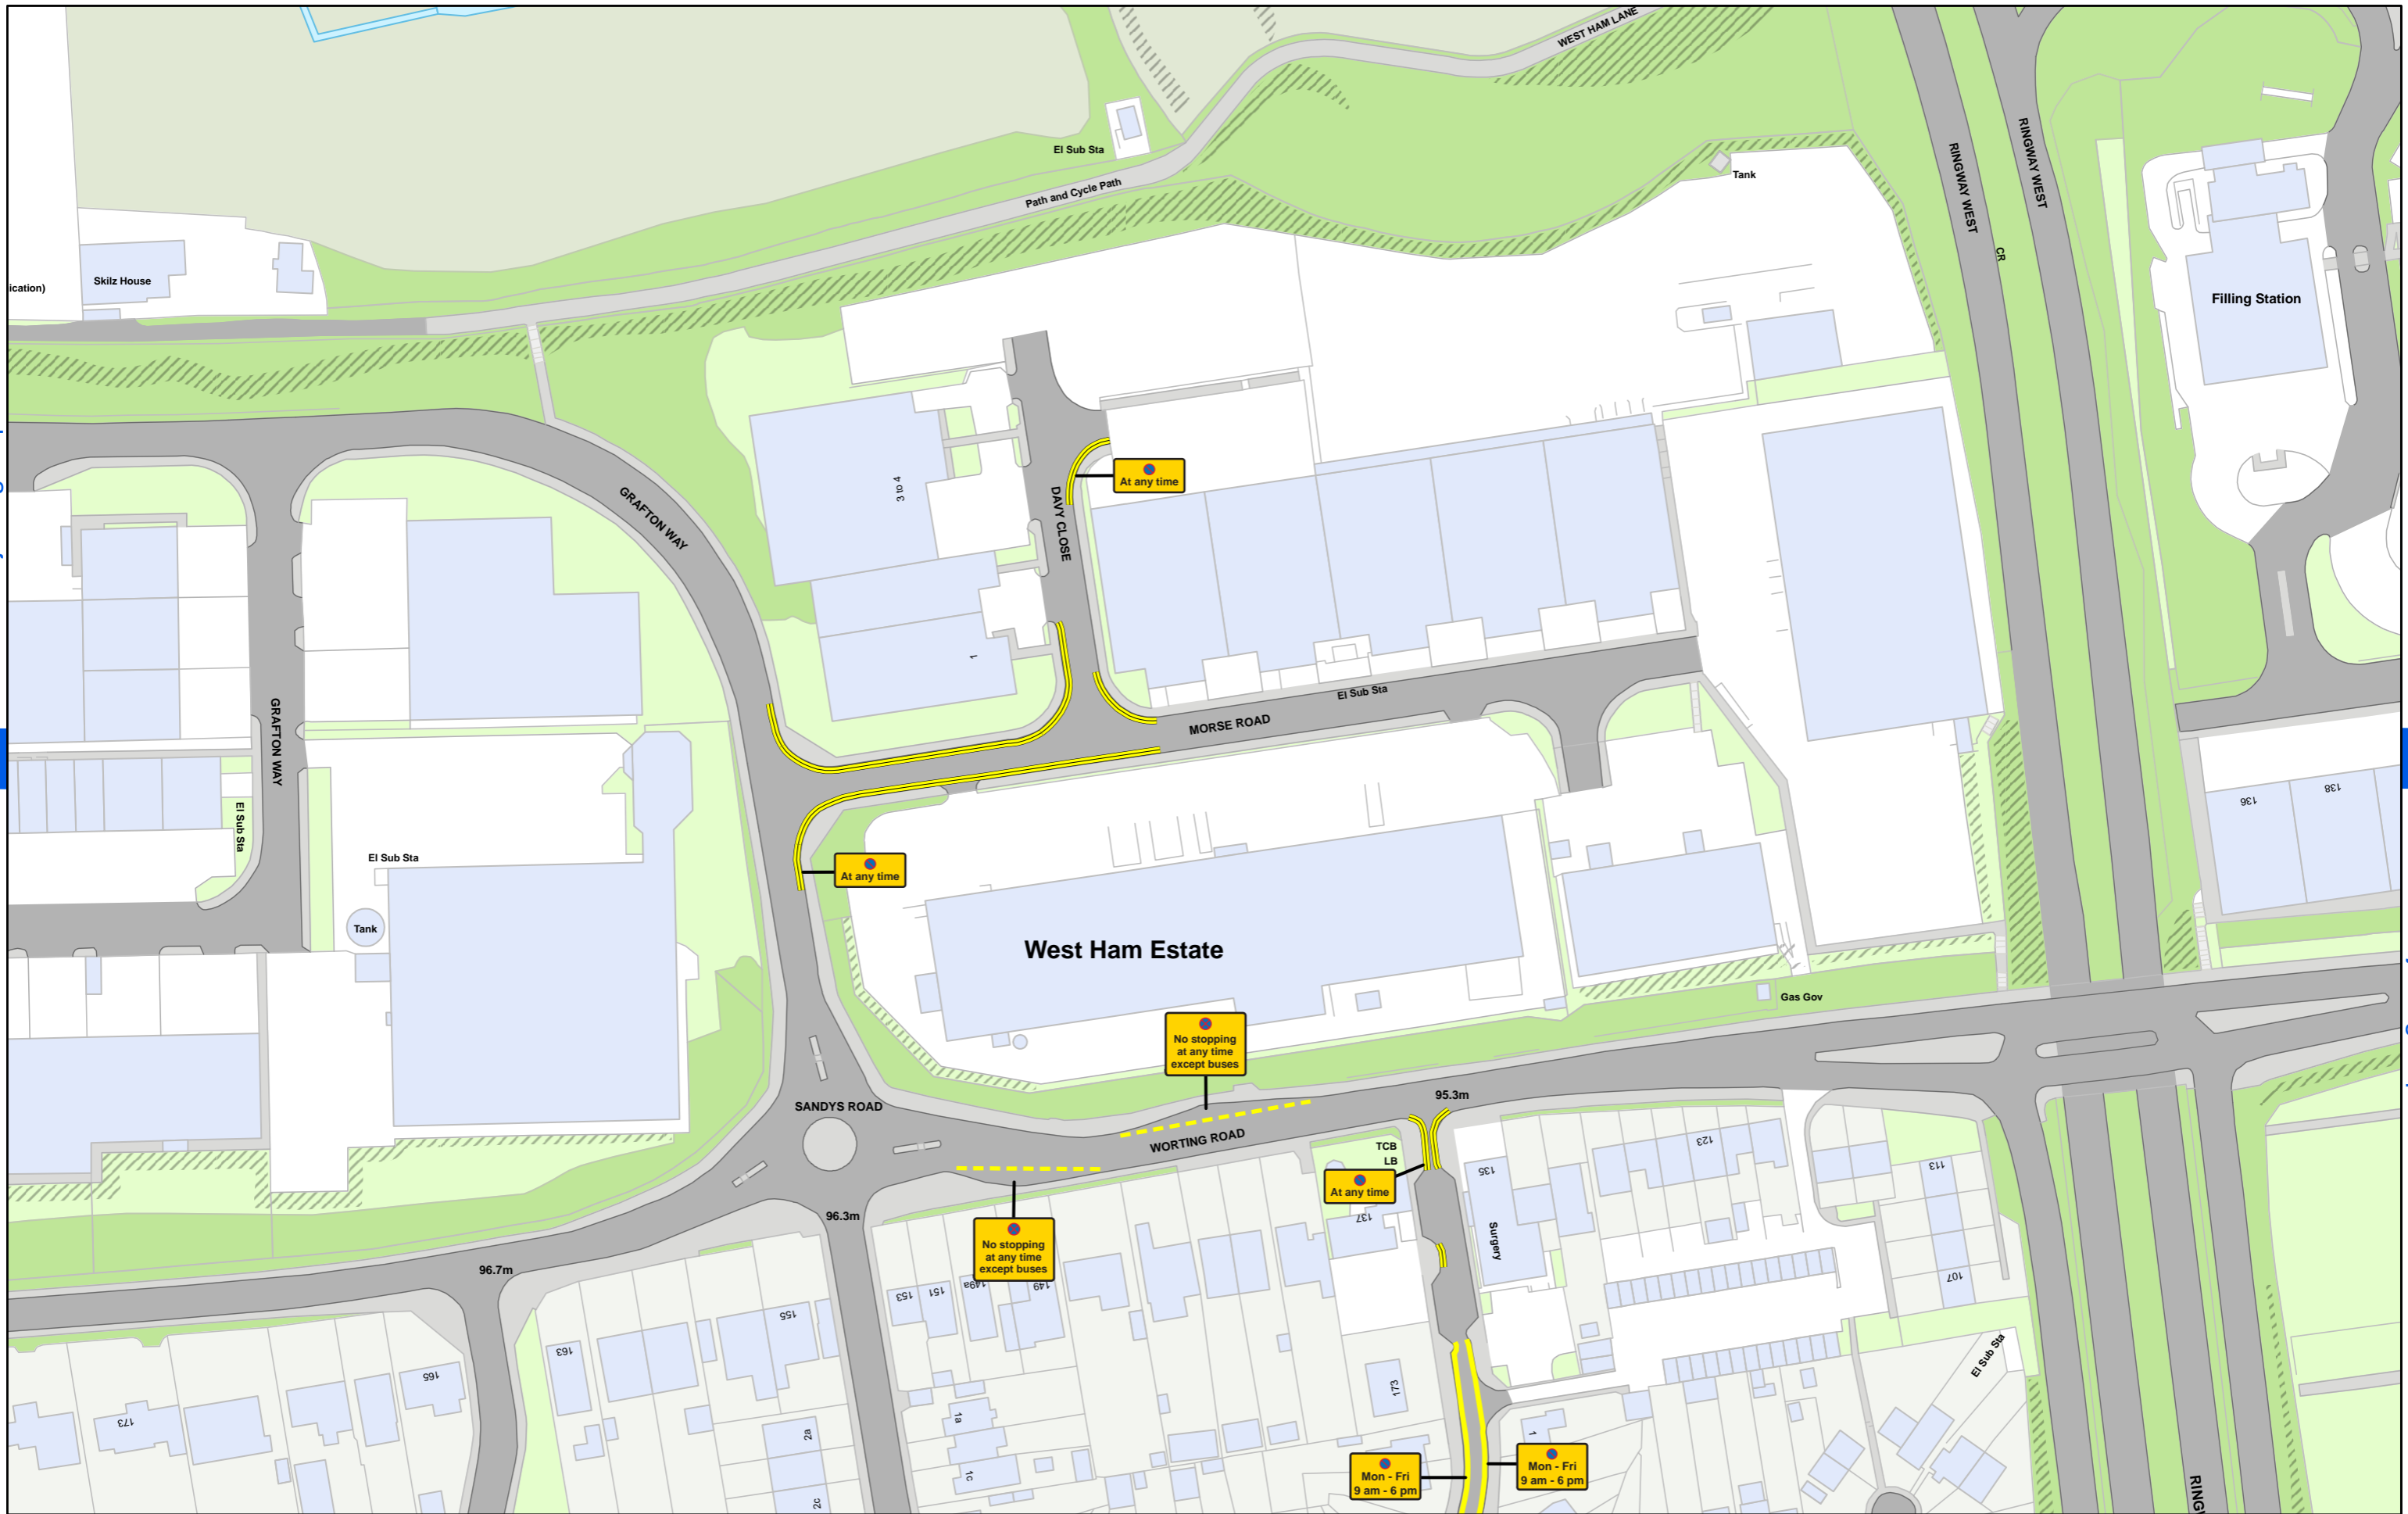 WEST HAM LANE
El Sub Sta
Path and Cycle Path
Tank
RINGWAY WEST
RINGWAY WEST
CR
Skilz House
ication)
Filling Station
GRAFTON WAY
3 to 4
DAVY CLOSE
At any time
1
El Sub Sta
MORSE ROAD
GRAFTON WAY
El Sub Sta
El Sub Sta
Tank
At any time
West Ham Estate
136
138
Gas Gov
No stopping
at any time
except buses
SANDYS ROAD
WORTING ROAD
95.3m
TCB
LB
At any time
135
123
113
107
137
Surgery
96.3m
No stopping
at any time
except buses
96.7m
153
151
149a
149
155
163
165
173
173
El Sub Sta
1a
1c
2a
2c
1
Mon - Fri
9 am - 6 pm
Mon - Fri
9 am - 6 pm
RINGW